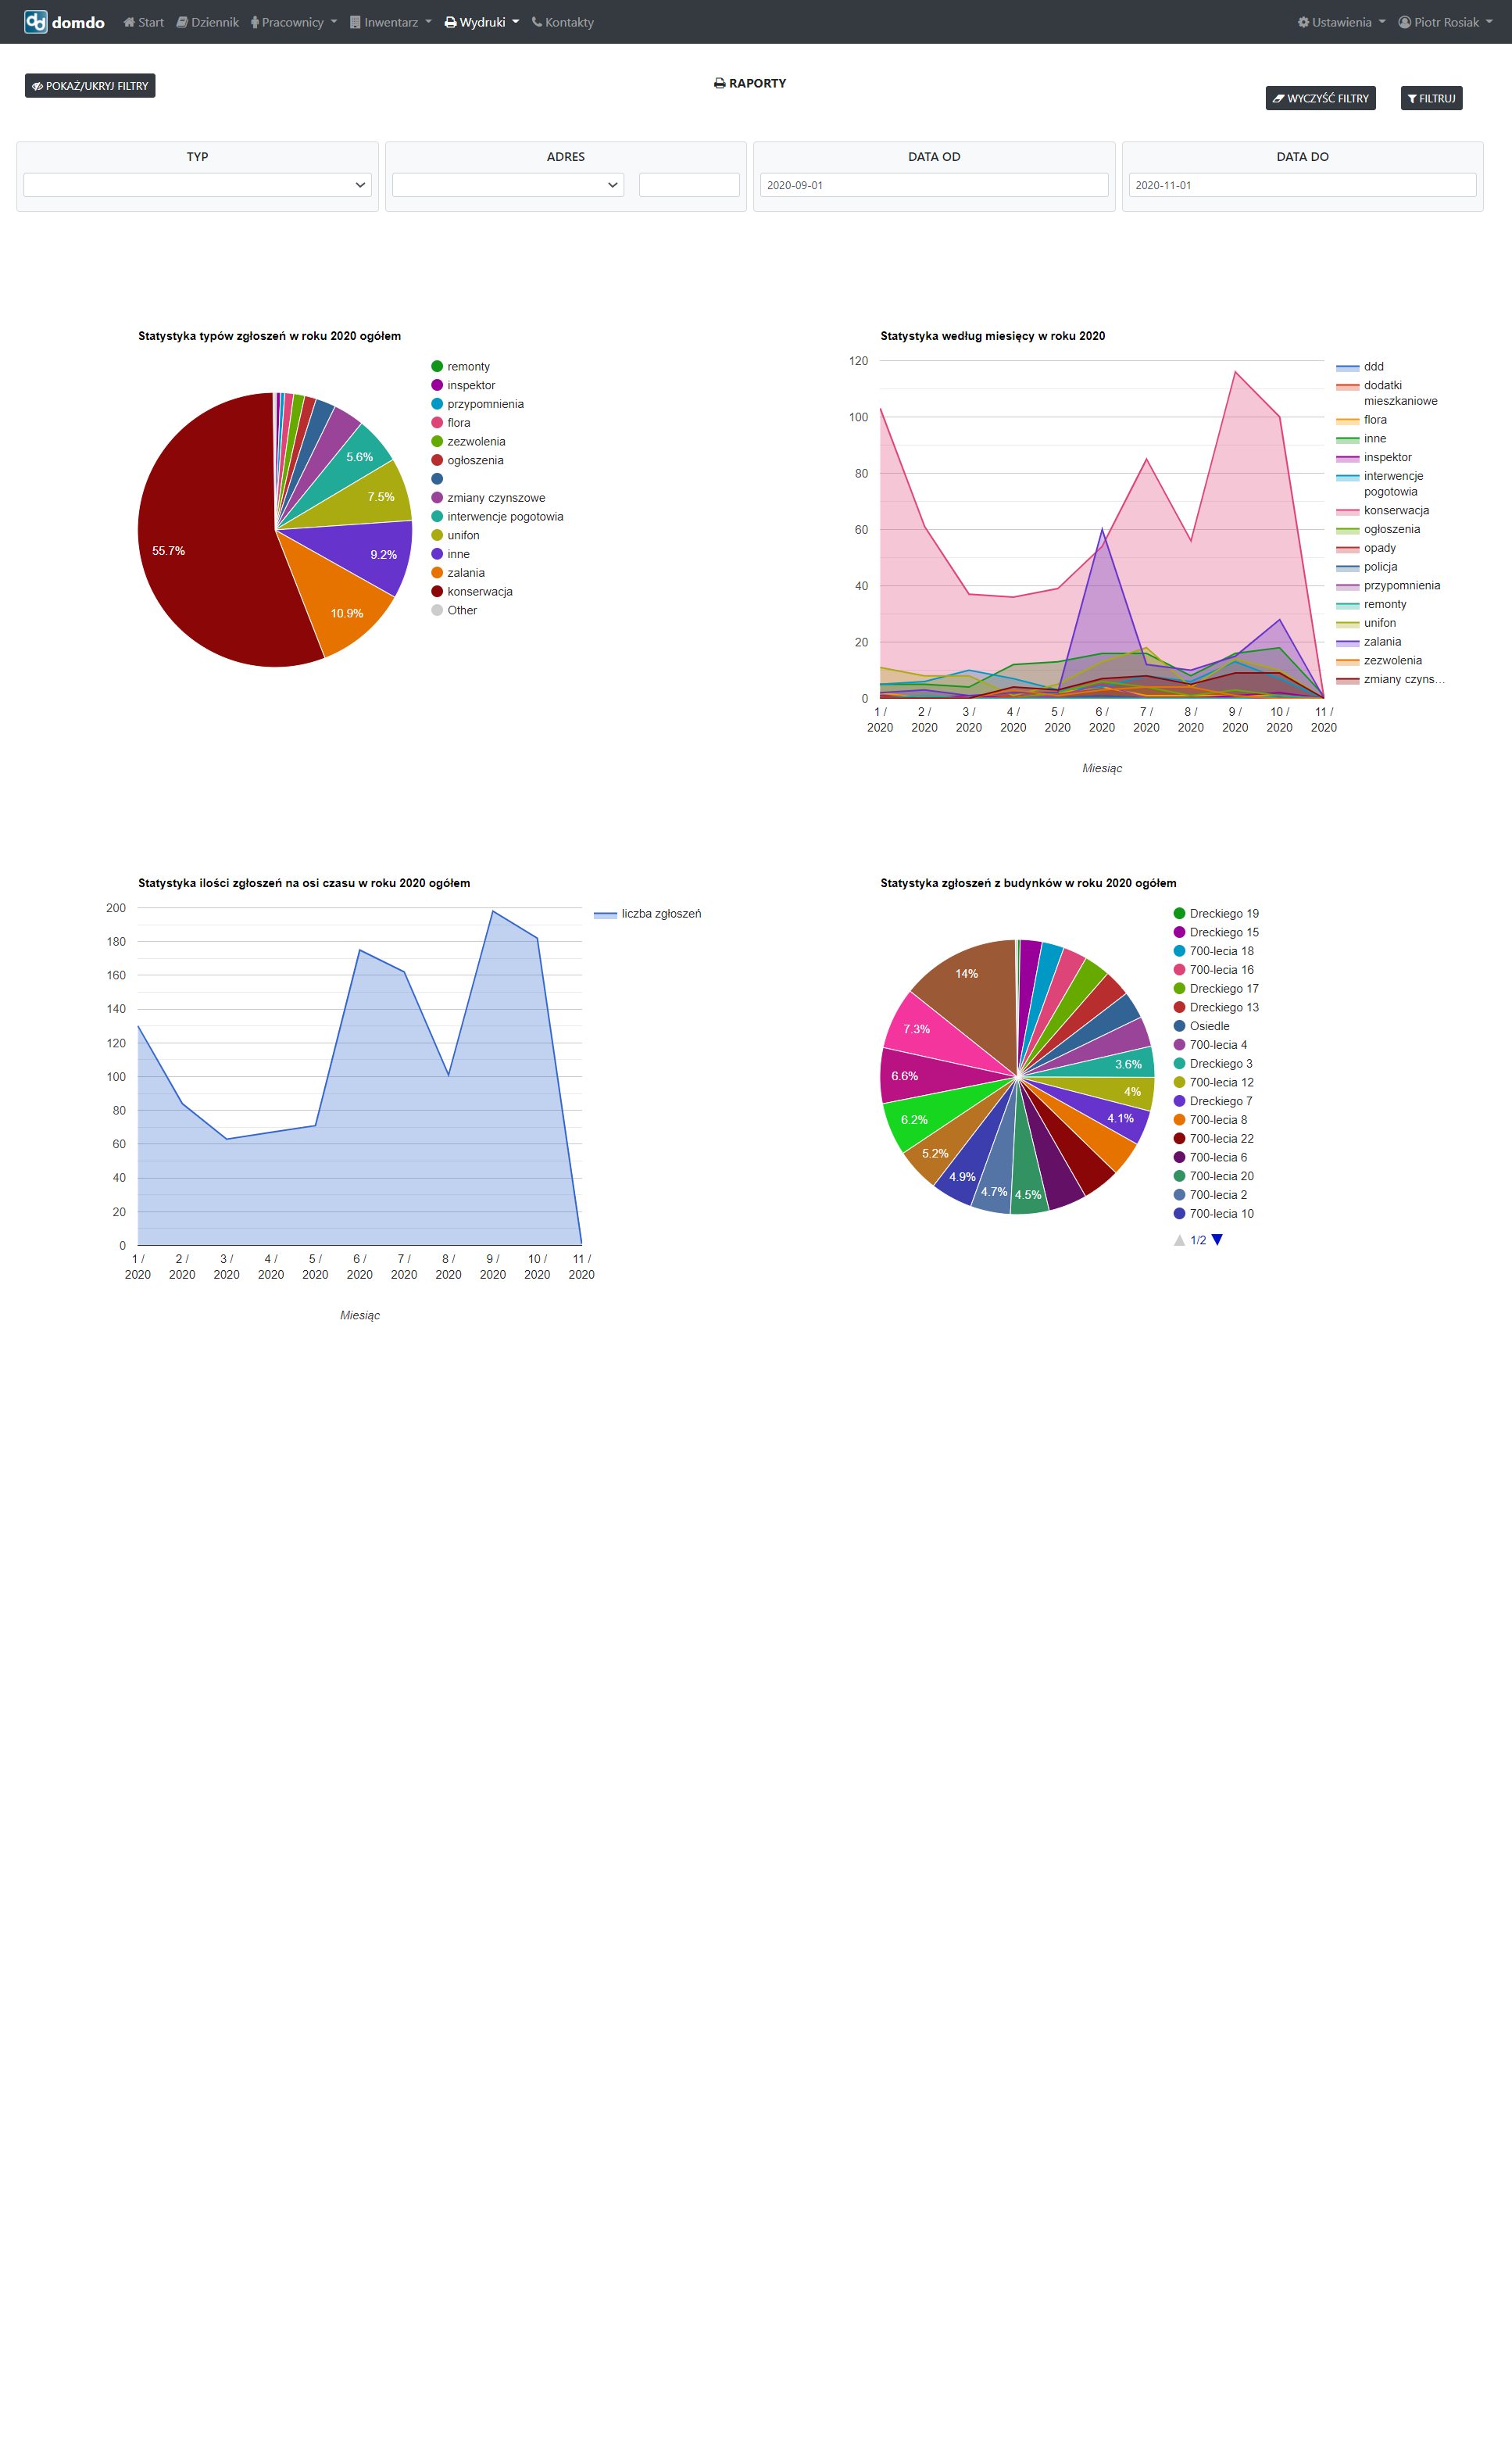 domdo Start Dziennik Pracownicy Inwentarz Wydruki Kontakty Ustawienia Piotr Rosiak
POKAŻ/UKRYJ FILTRY
RAPORTY
WYCZYŚĆ FILTRY FILTRUJ
TYP ADRES DATA OD DATA DO
2020-09-01 2020-11-01
Statystyka typów zgłoszeń w roku 2020 ogółem
remonty
inspektor
przypomnienia
flora
zezwolenia
ogłoszenia
zmiany czynszowe
interwencje pogotowia
unifon
inne
zalania
konserwacja
Other
5.6%
7.5%
9.2%
10.9%
55.7%
Statystyka według miesięcy w roku 2020
120
100
80
60
40
20
0
1 / 2 / 3 / 4 / 5 / 6 / 7 / 8 / 9 / 10 / 11 /
2020 2020 2020 2020 2020 2020 2020 2020 2020 2020 2020
Miesiąc
ddd
dodatki
mieszkaniowe
flora
inne
inspektor
interwencje
pogotowia
konserwacja
ogłoszenia
opady
policja
przypomnienia
remonty
unifon
zalania
zezwolenia
zmiany czyns…
Statystyka ilości zgłoszeń na osi czasu w roku 2020 ogółem
200
180
160
140
120
100
80
60
40
20
0
1 / 2 / 3 / 4 / 5 / 6 / 7 / 8 / 9 / 10 / 11 /
2020 2020 2020 2020 2020 2020 2020 2020 2020 2020 2020
Miesiąc
liczba zgłoszeń
Statystyka zgłoszeń z budynków w roku 2020 ogółem
14%
7.3%
6.6%
6.2%
5.2%
4.9%
4.7%
4.5%
4.1%
4%
3.6%
Dreckiego 19
Dreckiego 15
700-lecia 18
700-lecia 16
Dreckiego 17
Dreckiego 13
Osiedle
700-lecia 4
Dreckiego 3
700-lecia 12
Dreckiego 7
700-lecia 8
700-lecia 22
700-lecia 6
700-lecia 20
700-lecia 2
700-lecia 10
1/2